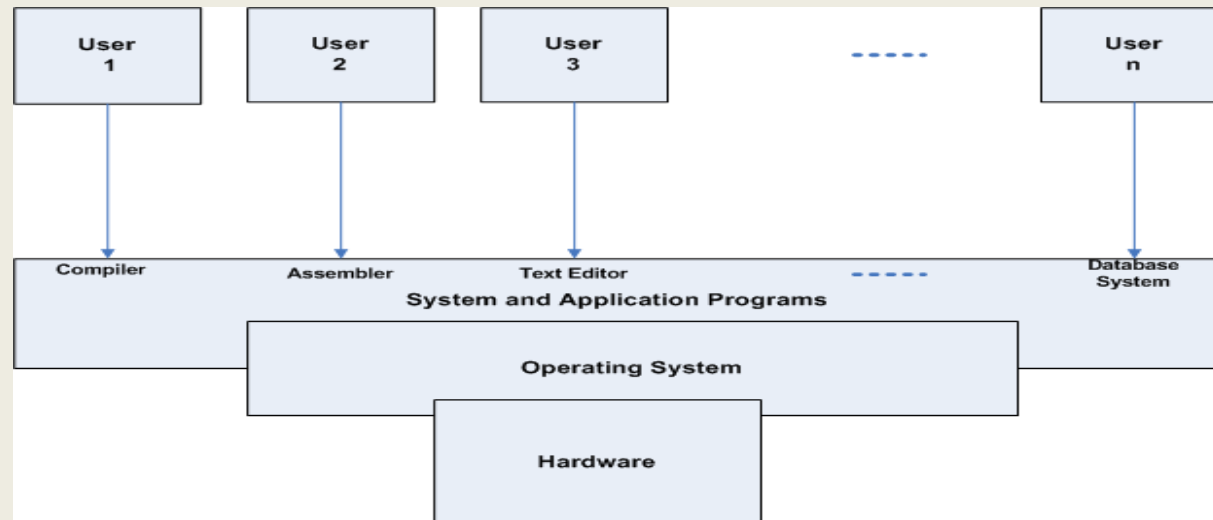 User
1
User
2
User
3
User
n
Compiler
Assembler
Text Editor
Database
System
System and Application Programs
Operating System
Hardware